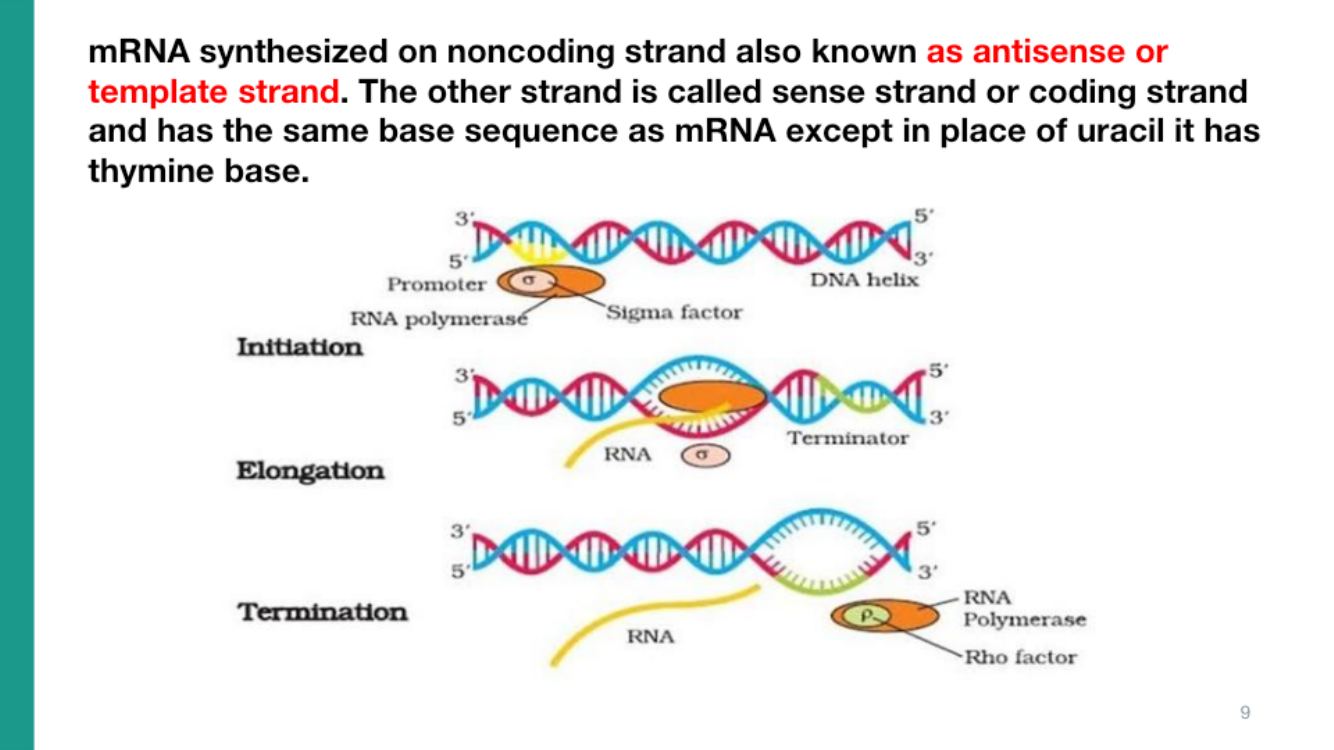 mRNA synthesized on noncoding strand also known as antisense or
template strand. The other strand is called sense strand or coding strand
and has the same base sequence as mRNA except in place of uracil it has
thymine base.
3′
5′
5′
3′
Promoter
σ
DNA helix
RNA polymerase
Sigma factor
Initiation
3′
5′
5′
3′
Terminator
RNA
σ
Elongation
3′
5′
5′
3′
RNA
Polymerase
ρ
Termination
RNA
Rho factor
9